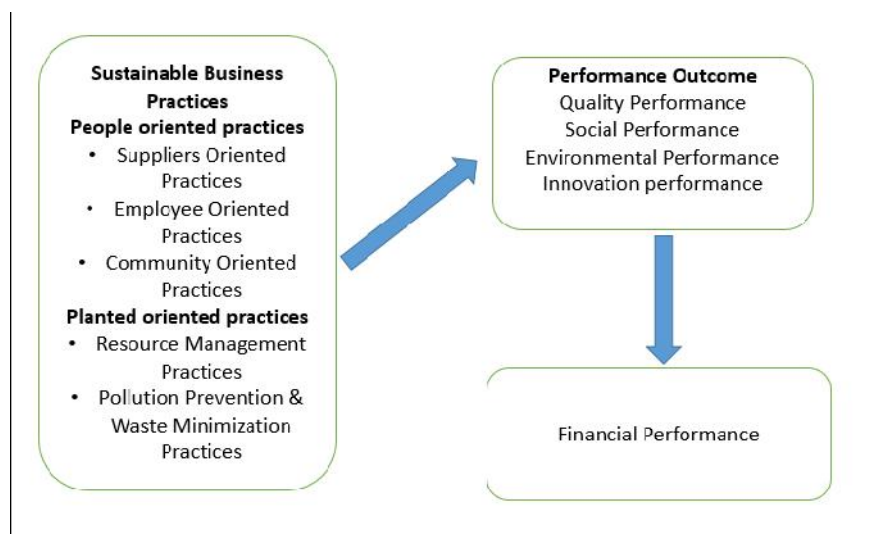 Sustainable Business
Practices
People oriented practices
• Suppliers Oriented
Practices
• Employee Oriented
Practices
• Community Oriented
Practices
Planted oriented practices
• Resource Management
Practices
• Pollution Prevention &
Waste Minimization
Practices
Performance Outcome
Quality Performance
Social Performance
Environmental Performance
Innovation performance
Financial Performance